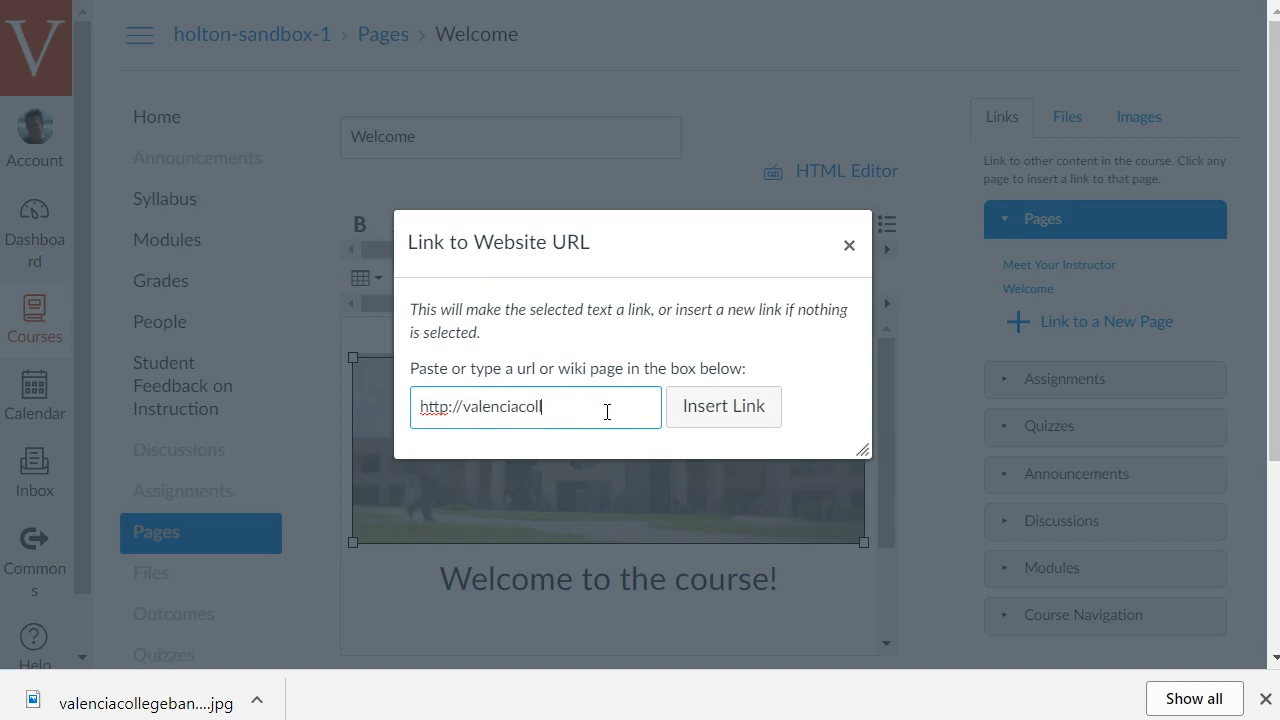 V
Account
Dashboa
rd
Courses
Calendar
Inbox
Common
s
Help
holton-sandbox-1 > Pages > Welcome
Home
Announcements
Syllabus
Modules
Grades
People
Student
Feedback on
Instruction
Discussions
Assignments
Pages
Files
Outcomes
Quizzes
Welcome
HTML Editor
B
Link to Website URL
This will make the selected text a link, or insert a new link if nothing
is selected.
Paste or type a url or wiki page in the box below:
http://valenciacoll
Insert Link
Welcome to the course!
Links Files Images
Link to other content in the course. Click any
page to insert a link to that page.
Pages
Meet Your Instructor
Welcome
Link to a New Page
Assignments
Quizzes
Announcements
Discussions
Modules
Course Navigation
valenciacollegeban....jpg
Show all